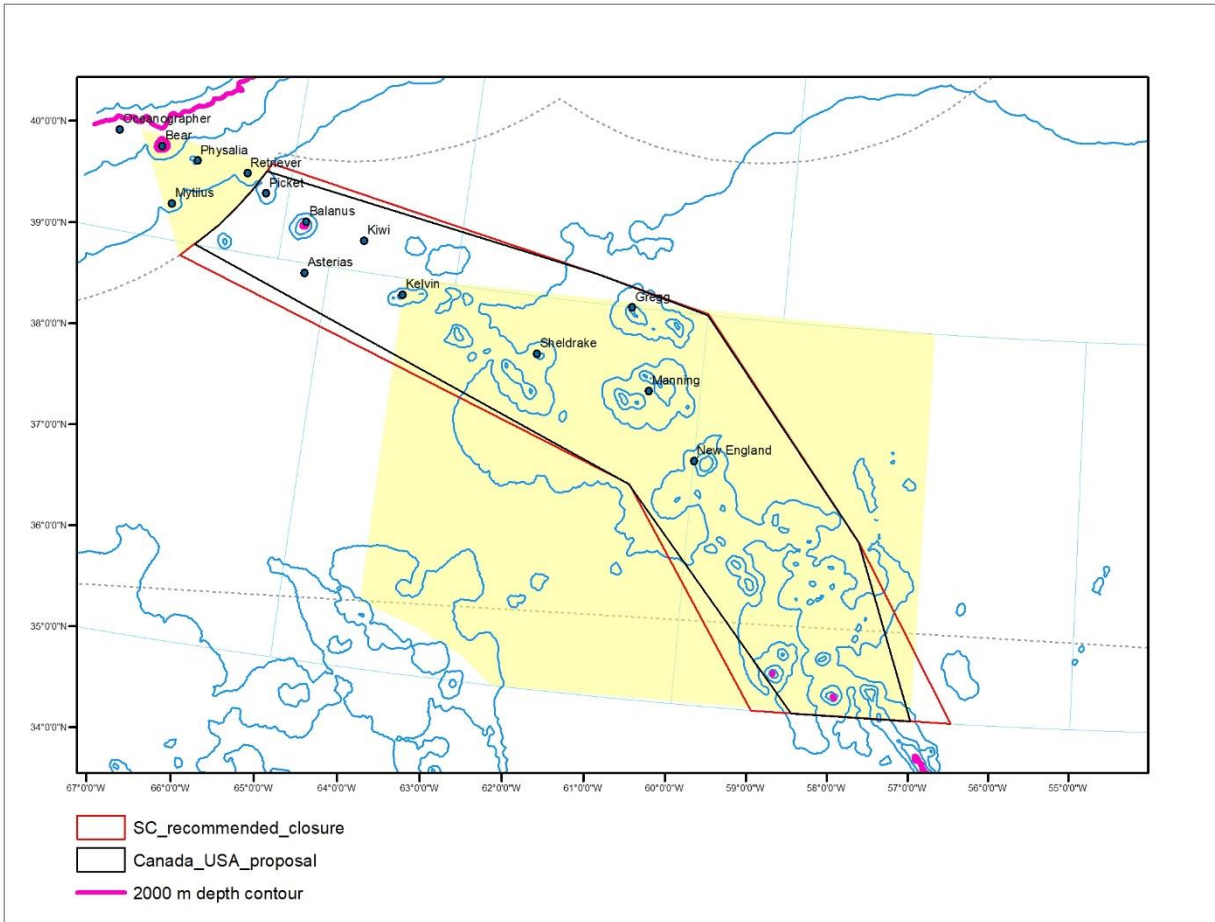 40°0'0"N
39°0'0"N
38°0'0"N
37°0'0"N
36°0'0"N
35°0'0"N
34°0'0"N
Oceanographer
Bear
Physalia
Retriever
Picket
Mytilus
Balanus
Kiwi
Asterias
Kelvin
Gregg
Sheldrake
Manning
New England
67°0'0"W
66°0'0"W
65°0'0"W
64°0'0"W
63°0'0"W
62°0'0"W
61°0'0"W
60°0'0"W
59°0'0"W
58°0'0"W
57°0'0"W
56°0'0"W
55°0'0"W
SC_recommended_closure
Canada_USA_proposal
2000 m depth contour